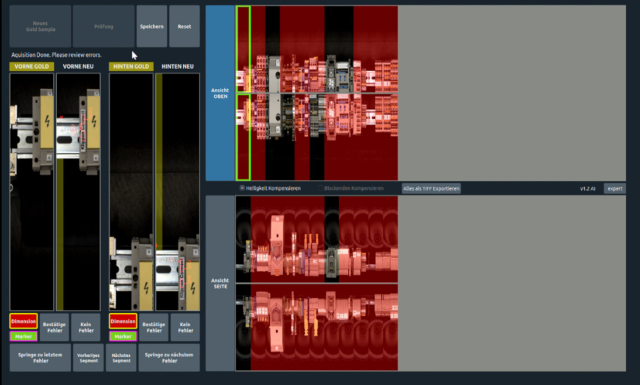 Neues
Gold Sample
Prüfung
Speichern
Reset
Aquisition Done. Please review errors.
VORNE GOLD
VORNE NEU
HINTEN GOLD
HINTEN NEU
Ansicht
OBEN
Helligkeit Kompensieren
Blickwinkel Kompensieren
Alles als TIFF Exportieren
v1.2 AI
expert
Ansicht
SEITE
Dimension
Marker
Bestätige
Fehler
Kein
Fehler
Dimension
Marker
Bestätige
Fehler
Kein
Fehler
Springe zu letztem
Fehler
Vorheriges
Segment
Nächstes
Segment
Springe zu nächstem
Fehler